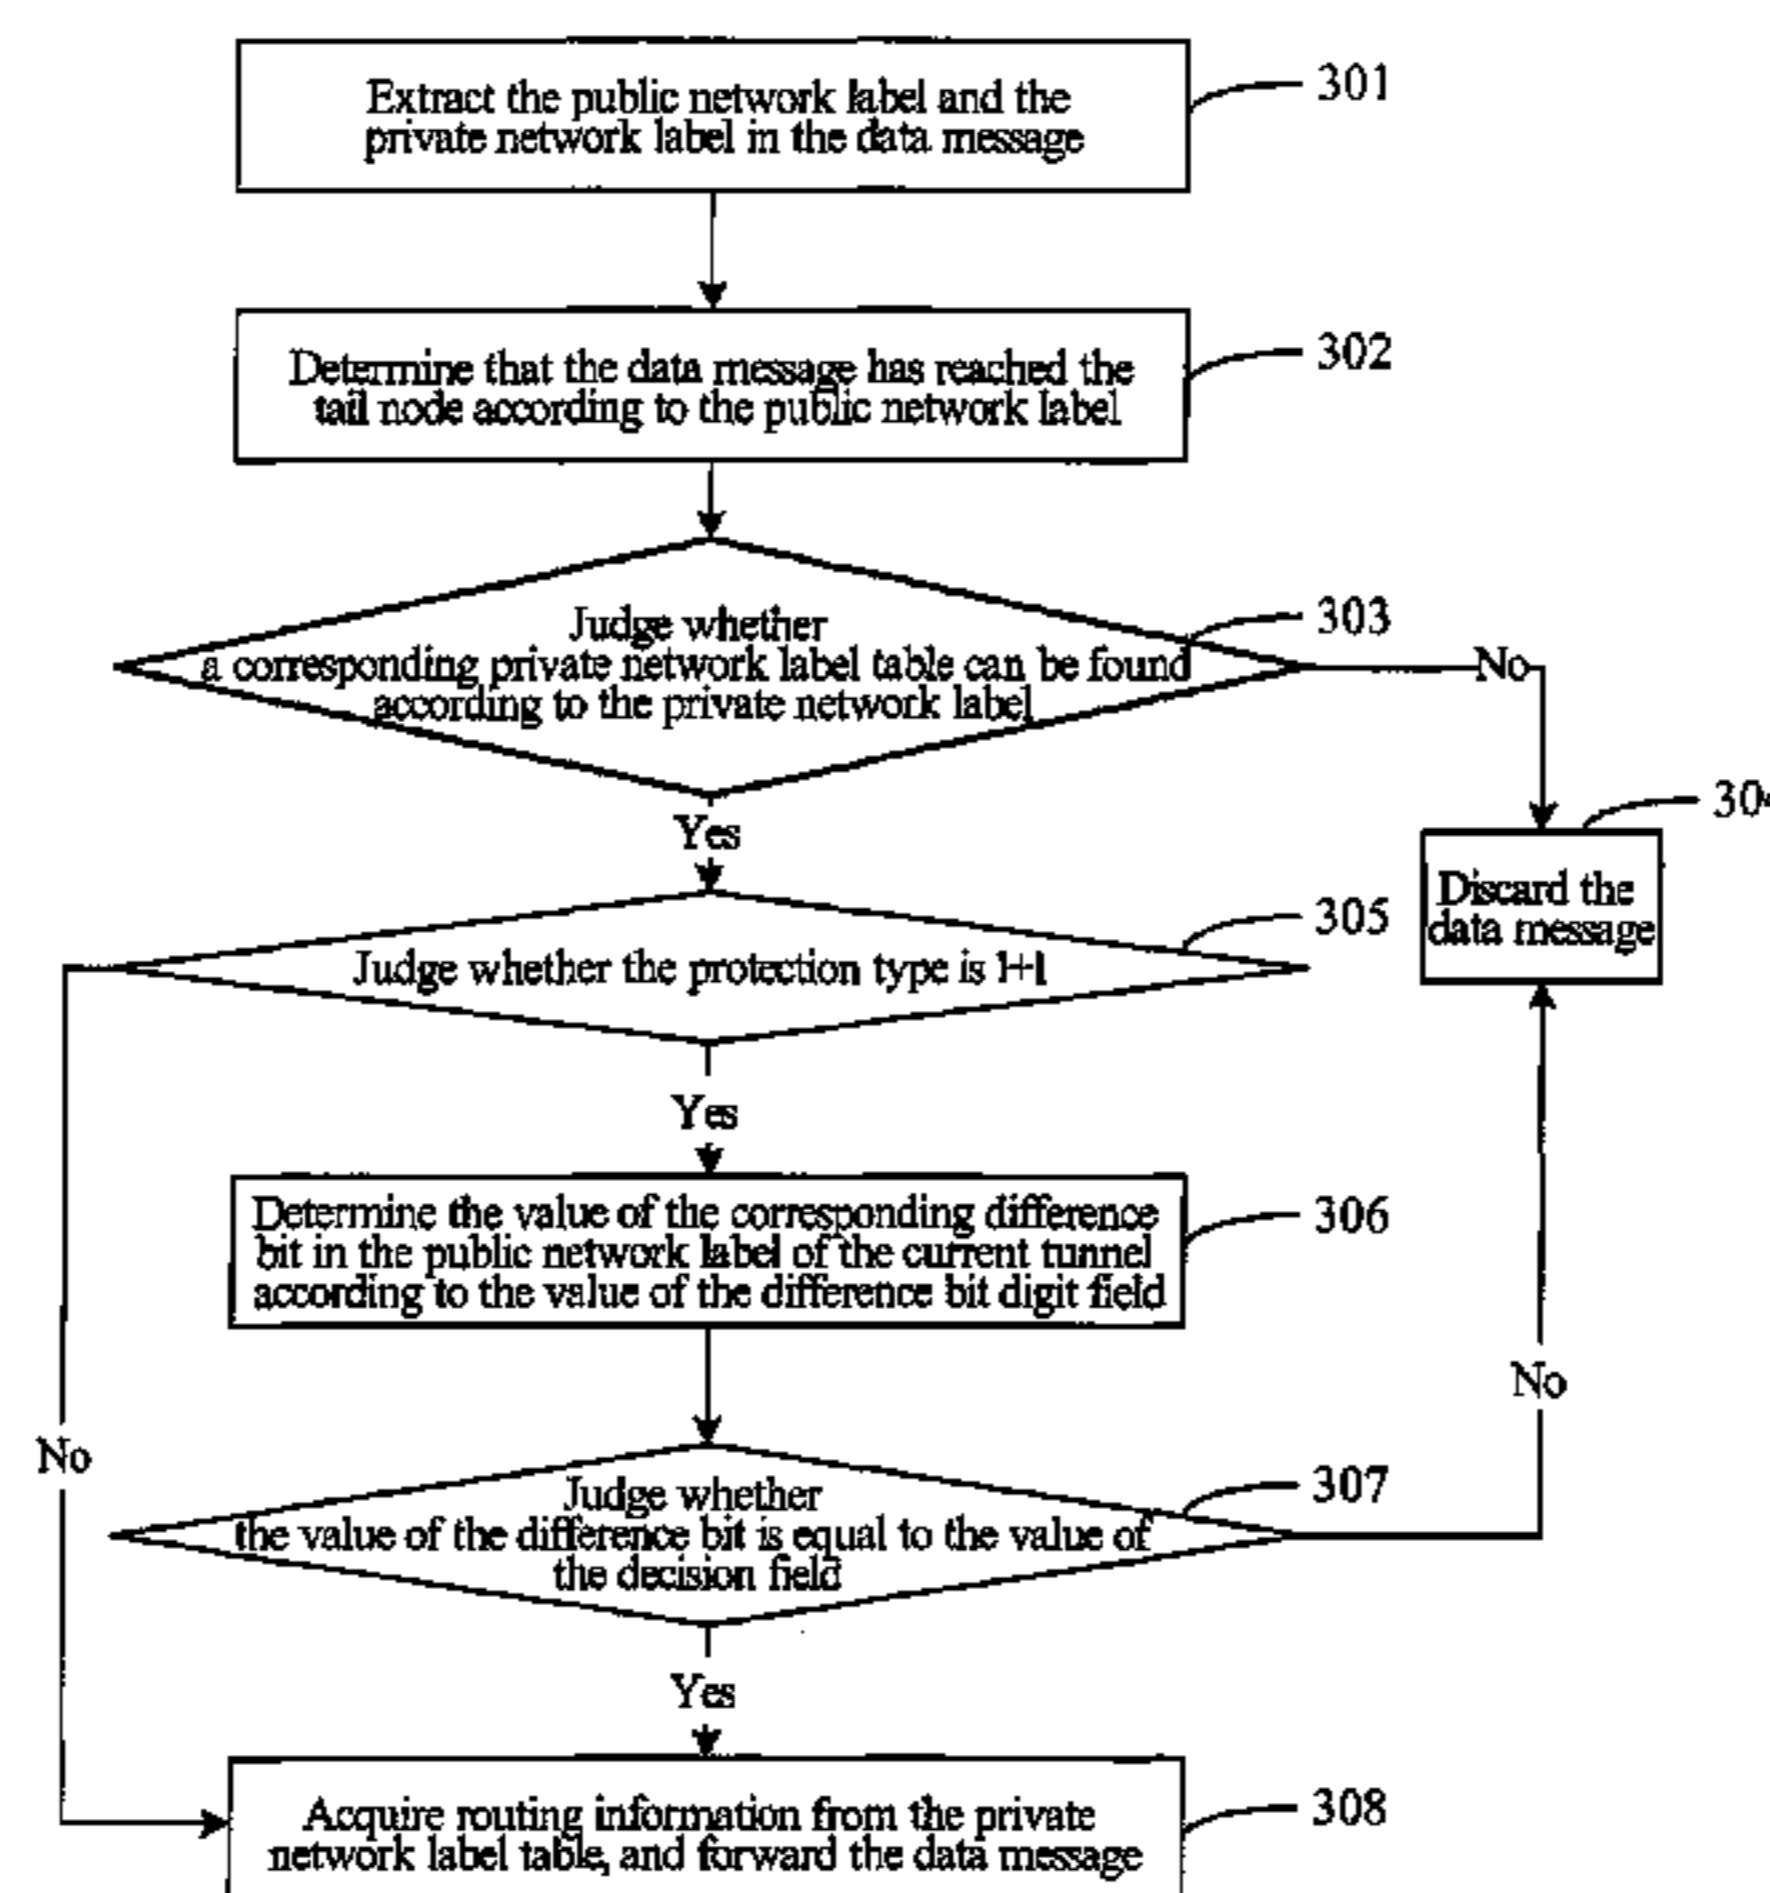 Extract the public network label and the
private network label in the data message
301
Determine that the data message has reached the
tail node according to the public network label
302
Judge whether
a corresponding private network label table can be found
according to the private network label
303
No
Yes
Discard the
data message
Judge whether the protection type is 1+1
305
Yes
Determine the value of the corresponding difference
bit in the public network label of the current tunnel
according to the value of the difference bit digit field
306
No
No
Judge whether
the value of the difference bit is equal to the value of
the decision field
307
Yes
Acquire routing information from the private
network label table, and forward the data message
308